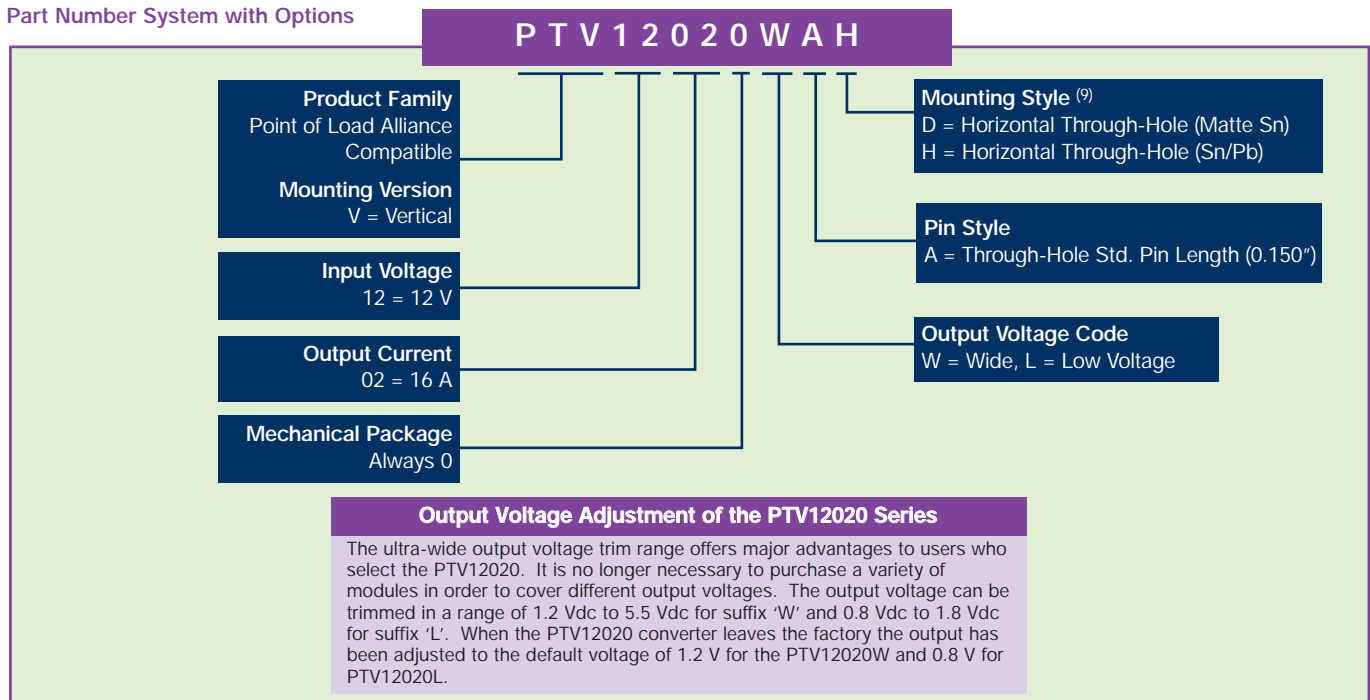 Part Number System with Options
PTV12020WAH
Product Family
Point of Load Alliance
Compatible
Mounting Version
V = Vertical
Input Voltage
12 = 12 V
Output Current
02 = 16 A
Mechanical Package
Always 0
Mounting Style (9)
D = Horizontal Through-Hole (Matte Sn)
H = Horizontal Through-Hole (Sn/Pb)
Pin Style
A = Through-Hole Std. Pin Length (0.150″)
Output Voltage Code
W = Wide, L = Low Voltage
Output Voltage Adjustment of the PTV12020 Series
The ultra-wide output voltage trim range offers major advantages to users who
select the PTV12020. It is no longer necessary to purchase a variety of
modules in order to cover different output voltages. The output voltage can be
trimmed in a range of 1.2 Vdc to 5.5 Vdc for suffix ‘W’ and 0.8 Vdc to 1.8 Vdc
for suffix ‘L’. When the PTV12020 converter leaves the factory the output has
been adjusted to the default voltage of 1.2 V for the PTV12020W and 0.8 V for
PTV12020L.